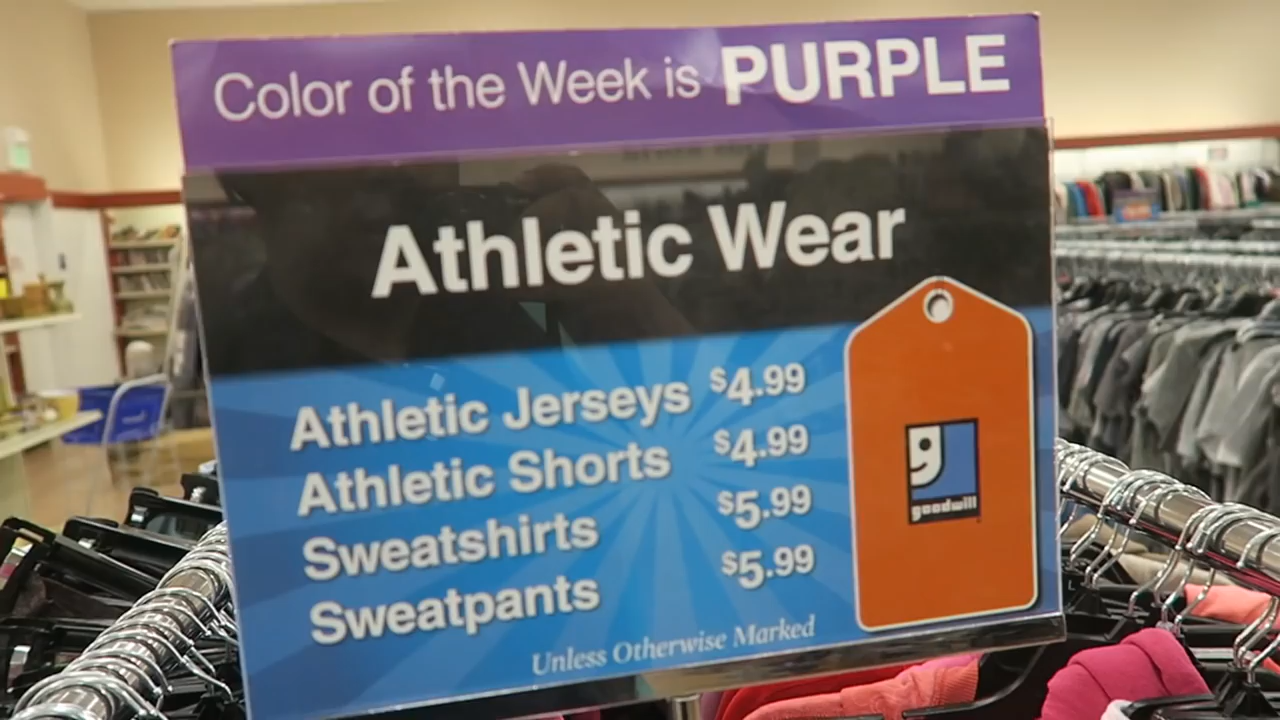 Color of the Week is PURPLE
Athletic Wear
Athletic Jerseys $4.99
Athletic Shorts $4.99
Sweatshirts $5.99
Sweatpants $5.99
goodwill
Unless Otherwise Marked